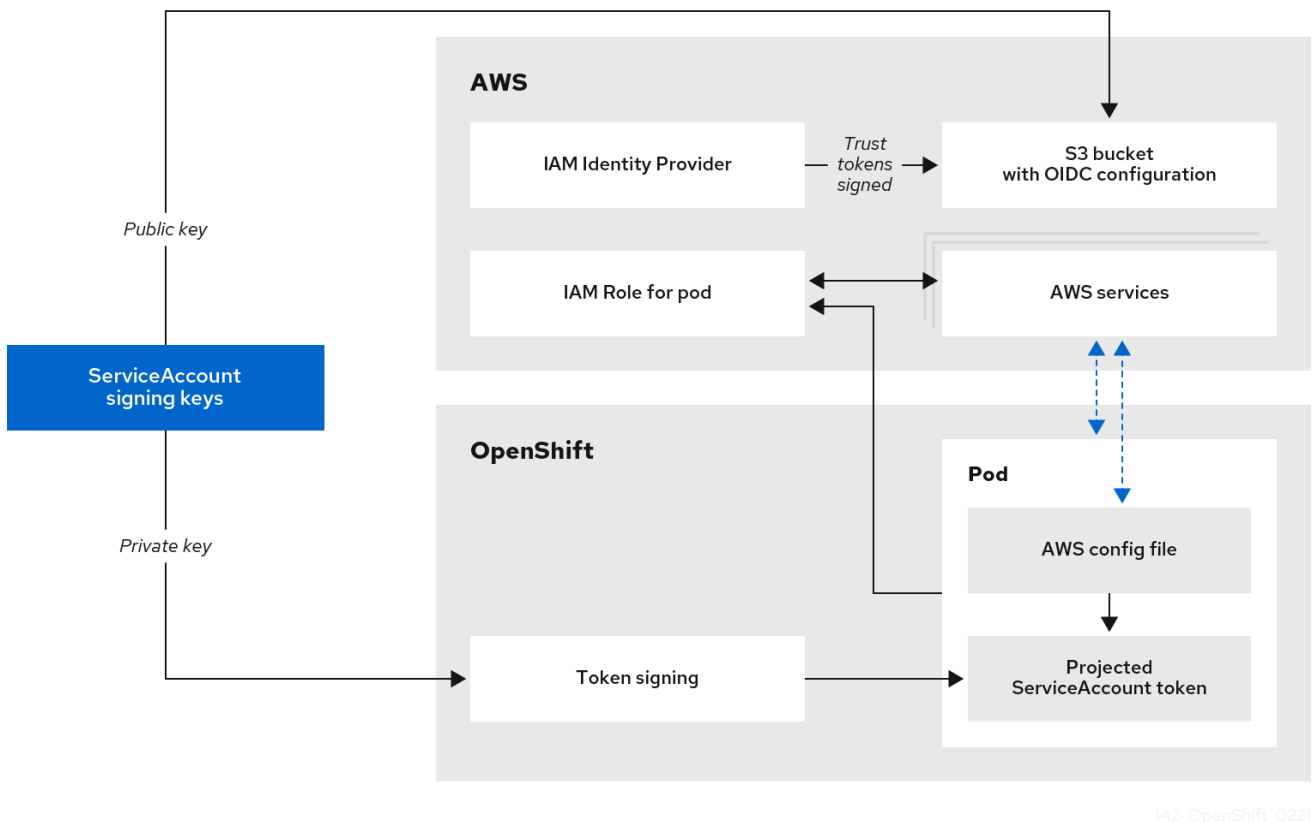 AWS
IAM Identity Provider
Trust
tokens
signed
S3 bucket
with OIDC configuration
Public key
IAM Role for pod
AWS services
ServiceAccount
signing keys
OpenShift
Pod
Private key
AWS config file
Token signing
Projected
ServiceAccount token
142_OpenShift_0221